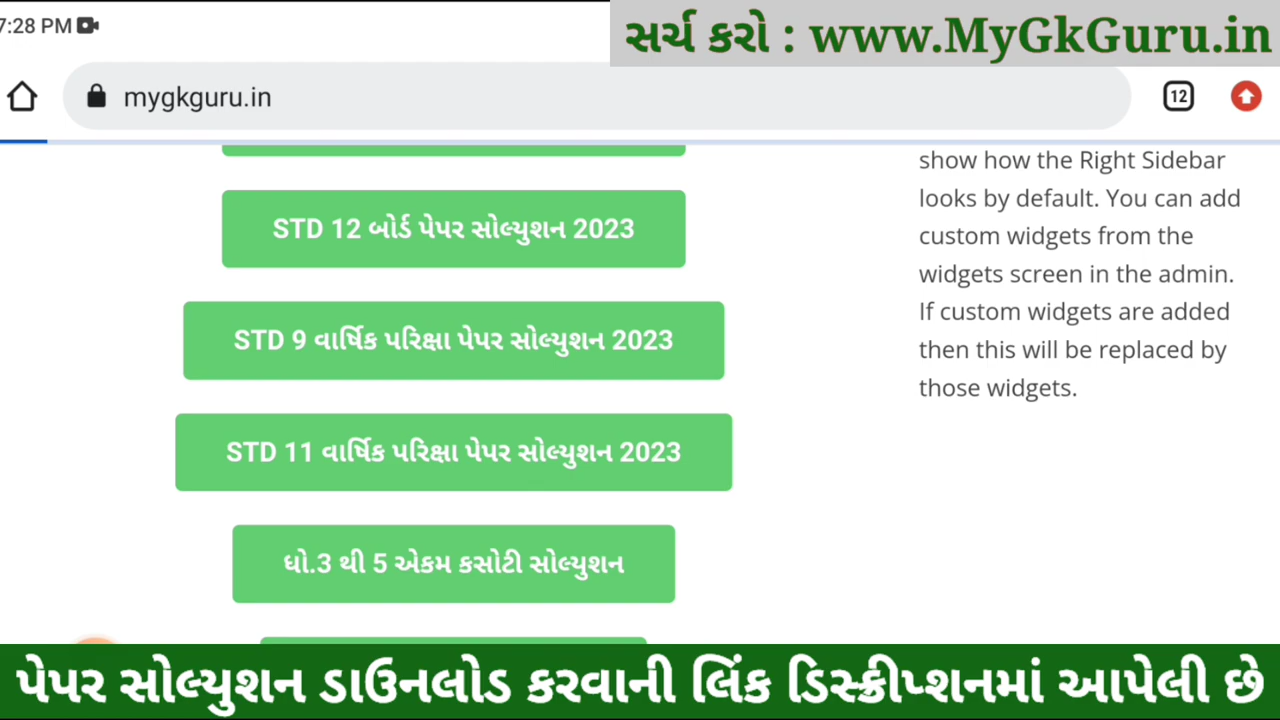 સર્ચ કરો : www.MyGkGuru.in
7:28 PM
mygkguru.in
12
STD 12 બોર્ડ પેપર સોલ્યુશન 2023
STD 9 વાર્ષિક પરિક્ષા પેપર સોલ્યુશન 2023
STD 11 વાર્ષિક પરિક્ષા પેપર સોલ્યુશન 2023
ધો.3 થી 5 એકમ કસોટી સોલ્યુશન
show how the Right Sidebar
looks by default. You can add
custom widgets from the
widgets screen in the admin.
If custom widgets are added
then this will be replaced by
those widgets.
પેપર સોલ્યુશન ડાઉનલોડ કરવાની લિંક ડિસ્ક્રીપ્શનમાં આપેલી છે